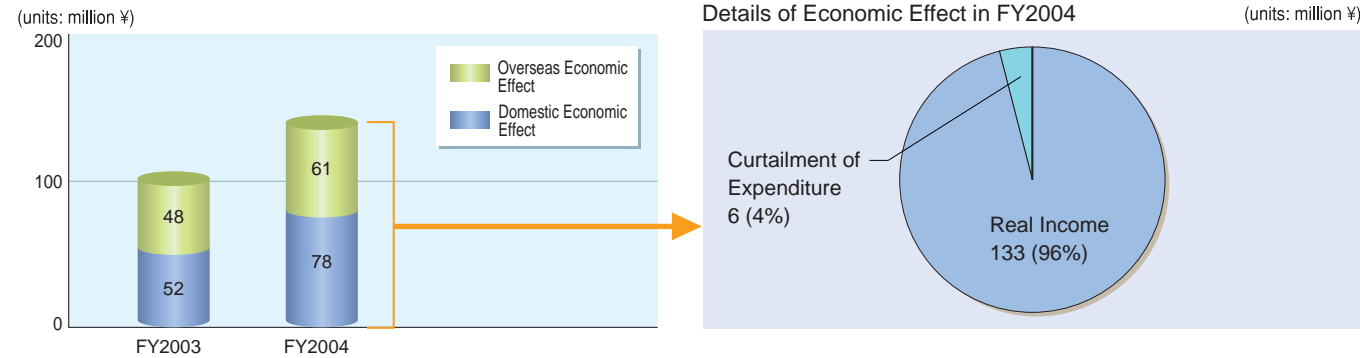 (units: million ¥)
200
100
0
Overseas Economic
Effect
Domestic Economic
Effect
48
52
61
78
FY2003
FY2004
Details of Economic Effect in FY2004
(units: million ¥)
Curtailment of
Expenditure
6 (4%)
Real Income
133 (96%)